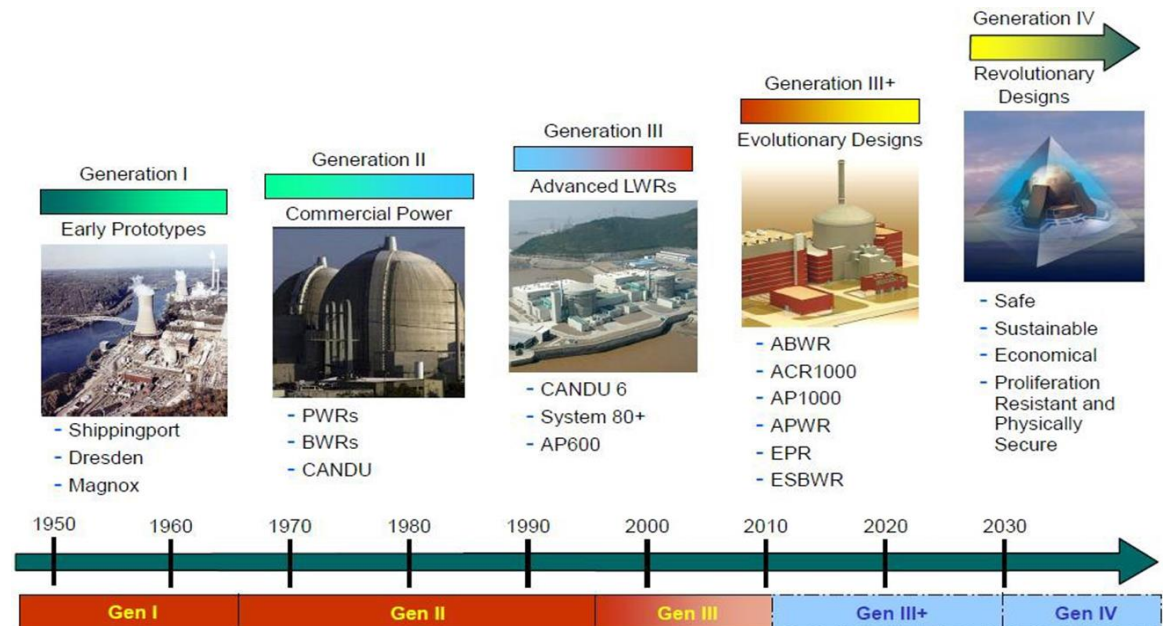 Generation I
Early Prototypes
- Shippingport
- Dresden
- Magnox
Generation II
Commercial Power
- PWRs
- BWRs
- CANDU
Generation III
Advanced LWRs
- CANDU 6
- System 80+
- AP600
Generation III+
Evolutionary Designs
- ABWR
- ACR1000
- AP1000
- APWR
- EPR
- ESBWR
Generation IV
Revolutionary
Designs
- Safe
- Sustainable
- Economical
- Proliferation
Resistant and
Physically
Secure
1950 1960 1970 1980 1990 2000 2010 2020 2030
Gen I Gen II Gen III Gen III+ Gen IV